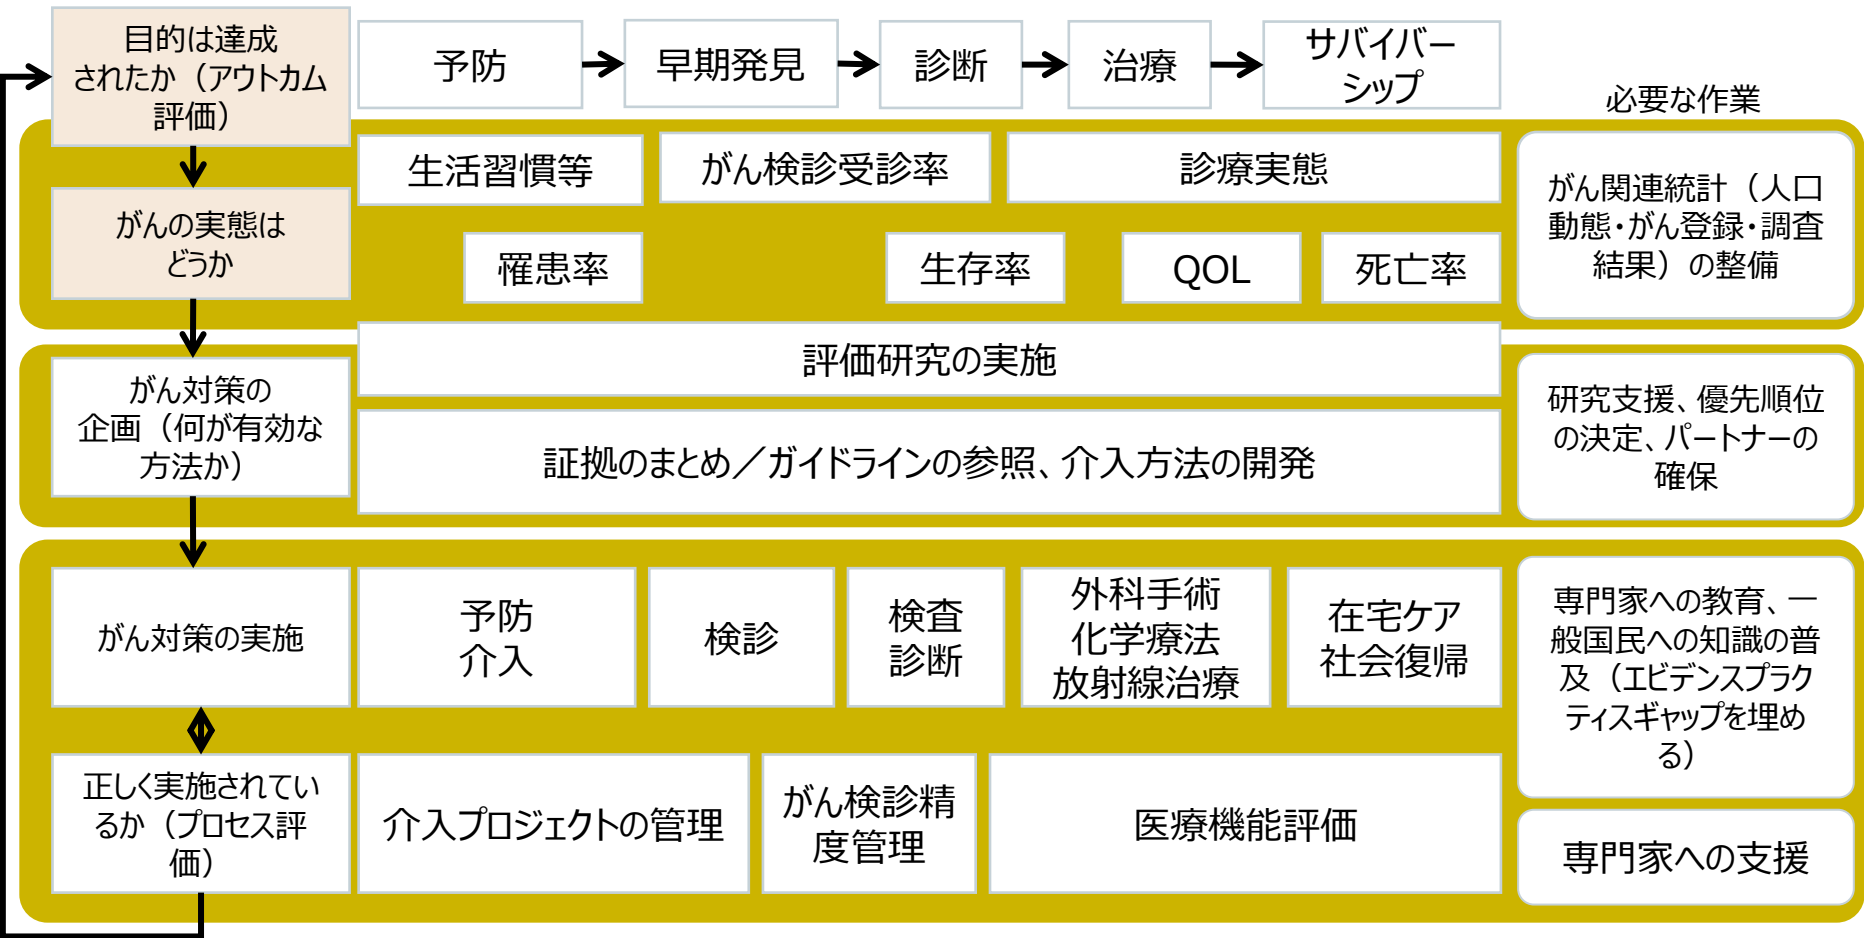 目的は達成
されたか（アウトカム
評価）
予防
早期発見
診断
治療
サバイバー
シップ
必要な作業
がんの実態は
どうか
生活習慣等
がん検診受診率
診療実態
罹患率
生存率
QOL
死亡率
がん関連統計（人口
動態・がん登録・調査
結果）の整備
がん対策の
企画（何が有効な
方法か）
評価研究の実施
証拠のまとめ／ガイドラインの参照、介入方法の開発
研究支援、優先順位
の決定、パートナーの
確保
がん対策の実施
予防
介入
検診
検査
診断
外科手術
化学療法
放射線治療
在宅ケア
社会復帰
専門家への教育、一
般国民への知識の普
及（エビデンスプラク
ティスギャップを埋め
る）
正しく実施されてい
るか（プロセス評
価）
介入プロジェクトの管理
がん検診精
度管理
医療機能評価
専門家への支援